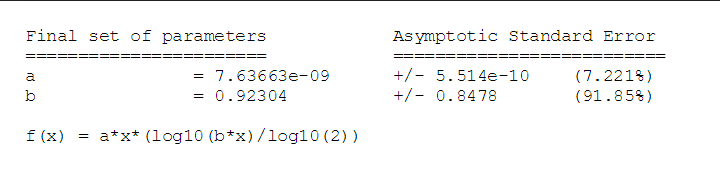 Final set of parameters Asymptotic Standard Error
======================= ==========================
a = 7.63663e-09 +/- 5.514e-10 (7.221%)
b = 0.92304 +/- 0.8478 (91.85%)
f(x) = a*x*(log10(b*x)/log10(2))